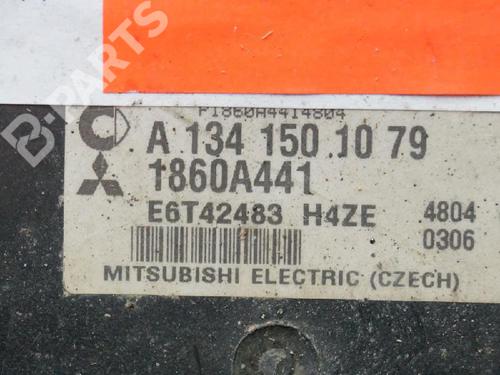 B-PARTS
P1860A4414804
A 134 150 10 79
1860A441
E6T42483 H4ZE 4804
0306
MITSUBISHI ELECTRIC (CZECH)